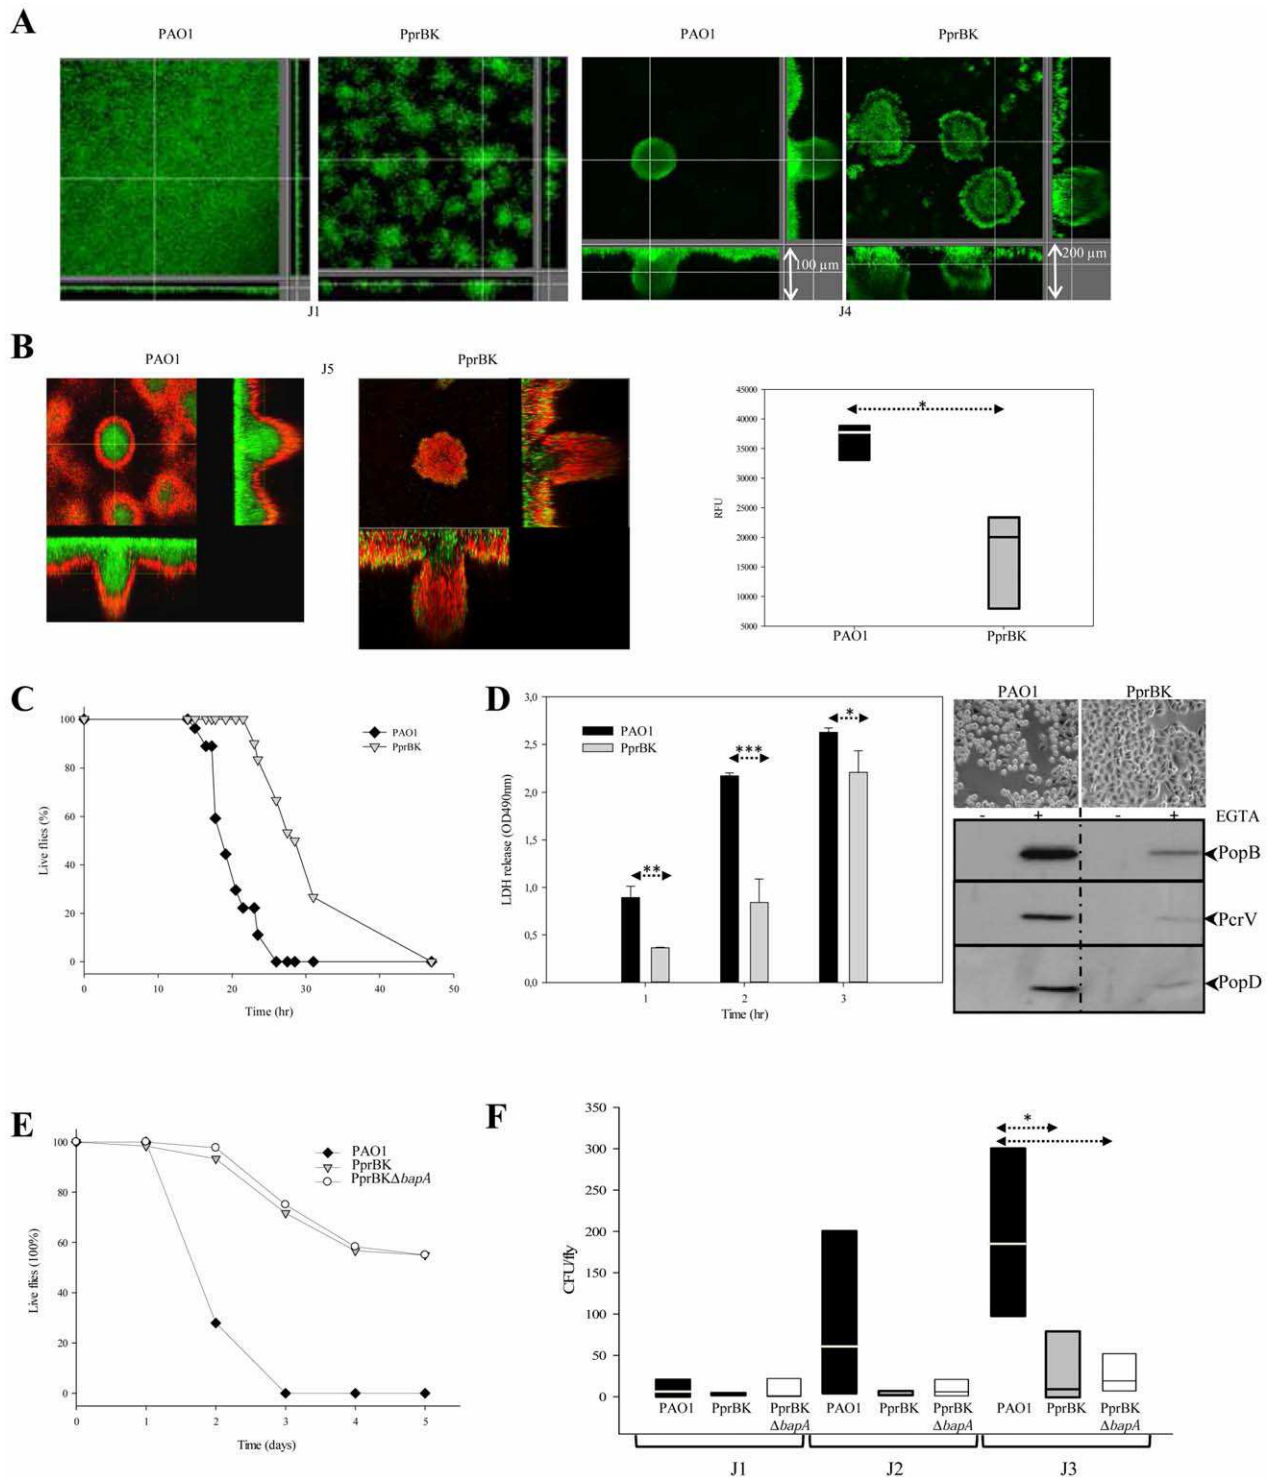 A
PAO1 PprBK PAO1 PprBK
100 µm
200 µm
J1 J4
B
PAO1 PprBK
J5
45000
40000
35000
30000
25000
20000
15000
10000
5000
RFU
*
PAO1 PprBK
C
100
80
60
40
20
0
Live flies (%)
PAO1
PprBK
0 10 20 30 40 50
Time (hr)
D
3,0
2,5
2,0
1,5
1,0
0,5
0,0
LDH release (OD490nm)
PAO1
PprBK
**
***
*
1 2 3
Time (hr)
PAO1 PprBK
- + - + EGTA
PopB
PcrV
PopD
E
100
80
60
40
20
0
Live flies (100%)
PAO1
PprBK
PprBKΔbapA
0 1 2 3 4 5
Time (days)
F
350
300
250
200
150
100
50
0
CFU/fly
*
PAO1 PprBK PprBK PAO1 PprBK PprBK PAO1 PprBK PprBK
ΔbapA ΔbapA ΔbapA
J1 J2 J3